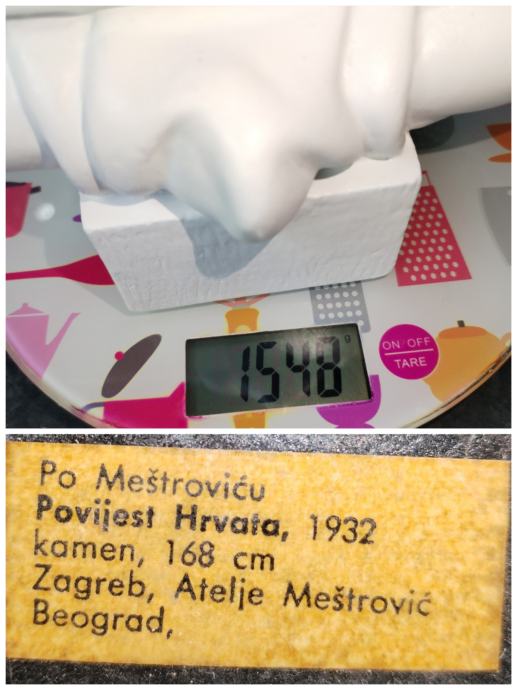 1548 g
ON/OFF
TARE
Po Meštroviću
Povijest Hrvata, 1932
kamen, 168 cm
Zagreb, Atelje Meštrović
Beograd,